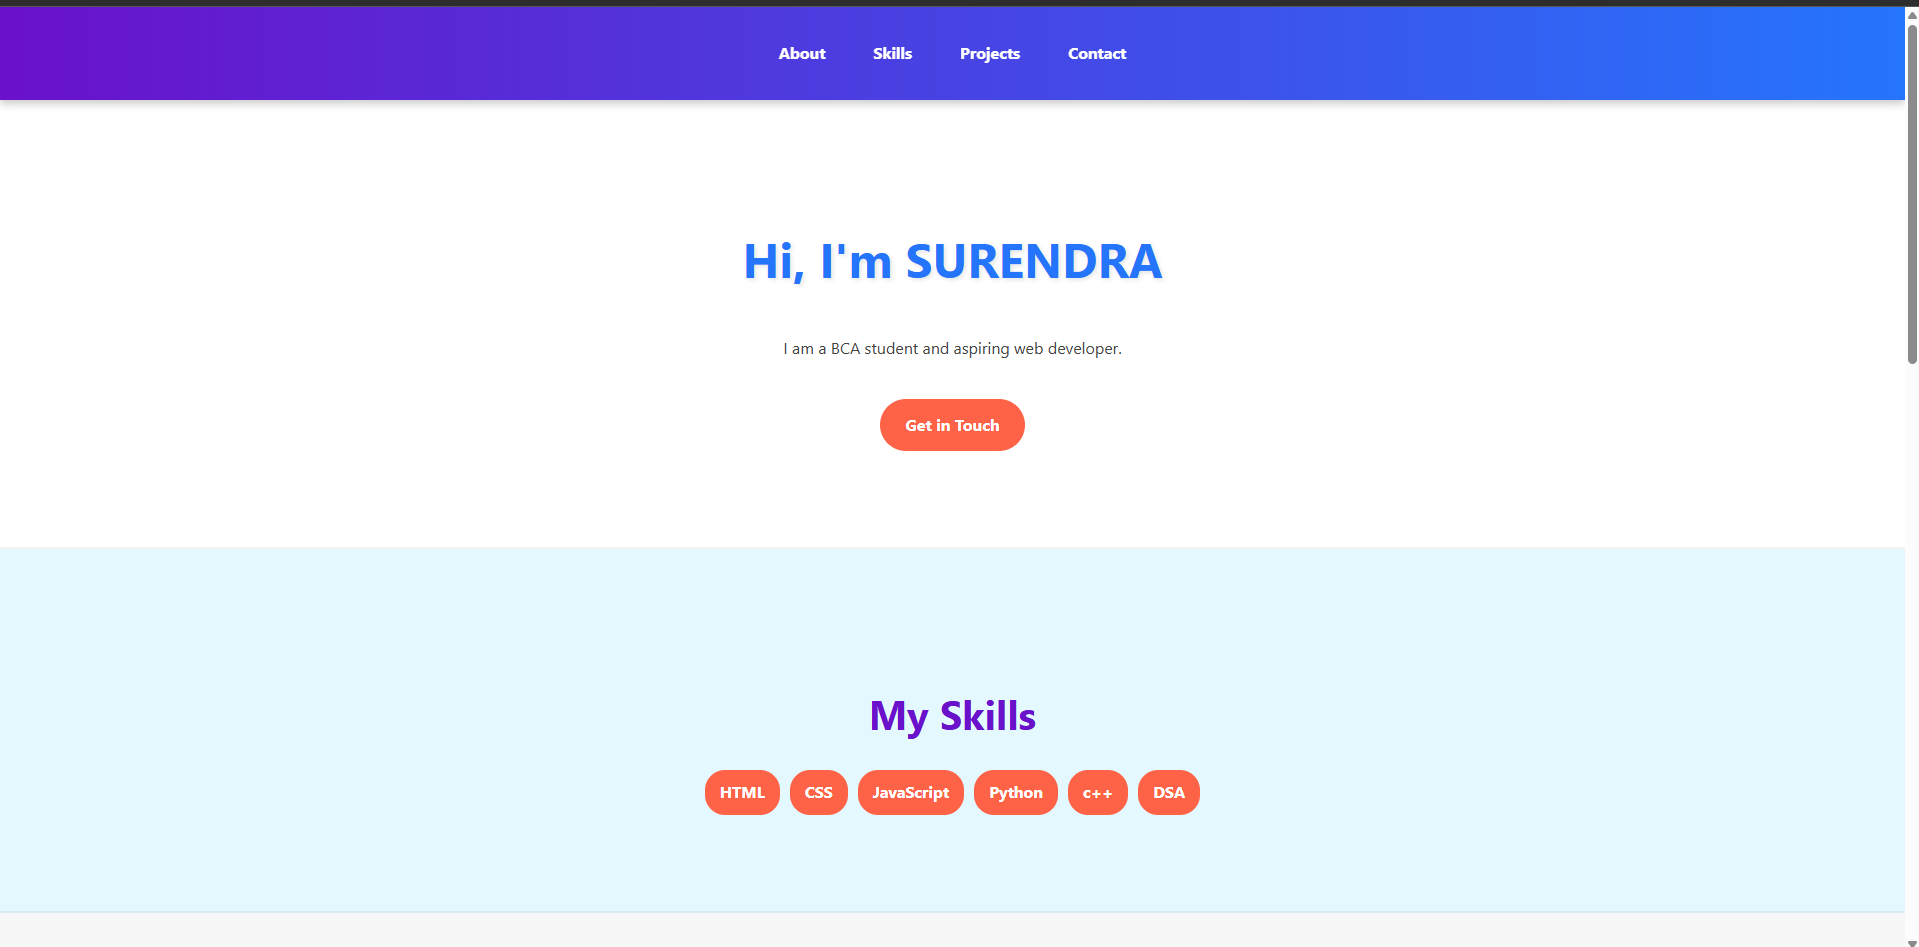 About Skills Projects Contact
Hi, I'm SURENDRA
I am a BCA student and aspiring web developer.
Get in Touch
My Skills
HTML CSS JavaScript Python c++ DSA